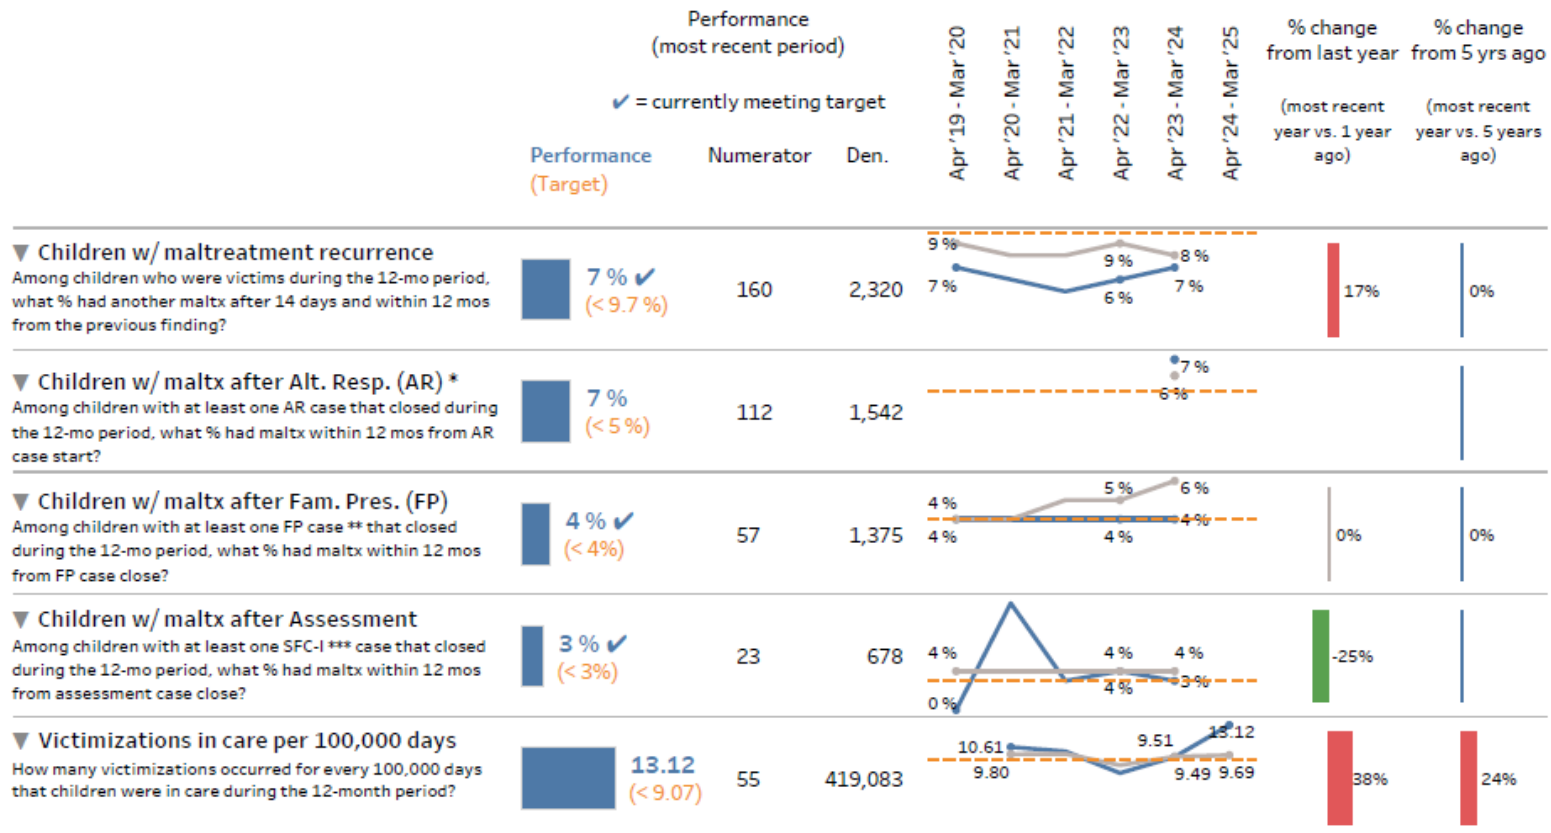 Performance
(most recent period)
✔ = currently meeting target
Performance
(Target)
Numerator
Den.
Apr '19 - Mar '20
Apr '20 - Mar '21
Apr '21 - Mar '22
Apr '22 - Mar '23
Apr '23 - Mar '24
Apr '24 - Mar '25
% change
from last year
(most recent
year vs. 1 year
ago)
% change
from 5 yrs ago
(most recent
year vs. 5 years
ago)
▼ Children w/ maltreatment recurrence
Among children who were victims during the 12-mo period,
what % had another maltx after 14 days and within 12 mos
from the previous finding?
7 % ✔
(< 9.7 %)
160
2,320
9 %
7 %
9 %
6 %
8 %
7 %
17%
0%
▼ Children w/ maltx after Alt. Resp. (AR) *
Among children with at least one AR case that closed during
the 12-mo period, what % had maltx within 12 mos from AR
case start?
7 %
(< 5 %)
112
1,542
7 %
6 %
▼ Children w/ maltx after Fam. Pres. (FP)
Among children with at least one FP case ** that closed
during the 12-mo period, what % had maltx within 12 mos
from FP case close?
4 % ✔
(< 4%)
57
1,375
4 %
4 %
5 %
4 %
6 %
4 %
0%
0%
▼ Children w/ maltx after Assessment
Among children with at least one SFC-I *** case that closed
during the 12-mo period, what % had maltx within 12 mos
from assessment case close?
3 % ✔
(< 3%)
23
678
4 %
0 %
4 %
4 %
4 %
3 %
-25%
▼ Victimizations in care per 100,000 days
How many victimizations occurred for every 100,000 days
that children were in care during the 12-month period?
13.12
(< 9.07)
55
419,083
10.61
9.80
9.51
9.49
13.12
9.69
38%
24%